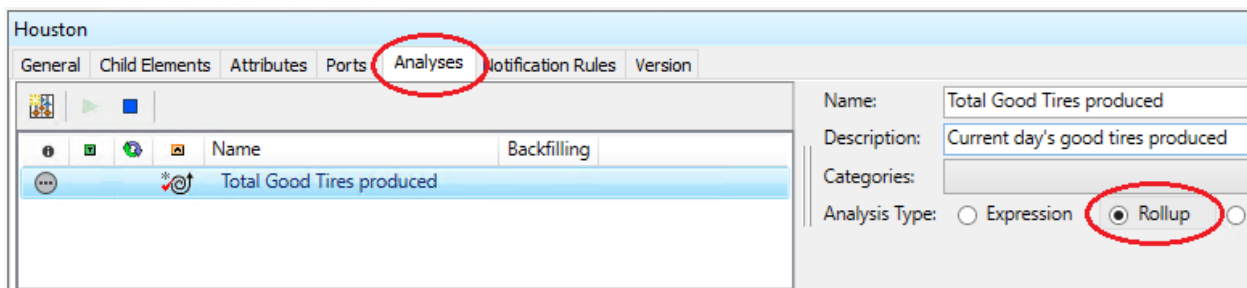 Houston
General Child Elements Attributes Ports Analyses Notification Rules Version
Name: Total Good Tires produced
Description: Current day's good tires produced
Name Backfilling
Categories:
Total Good Tires produced
Analysis Type: Expression Rollup